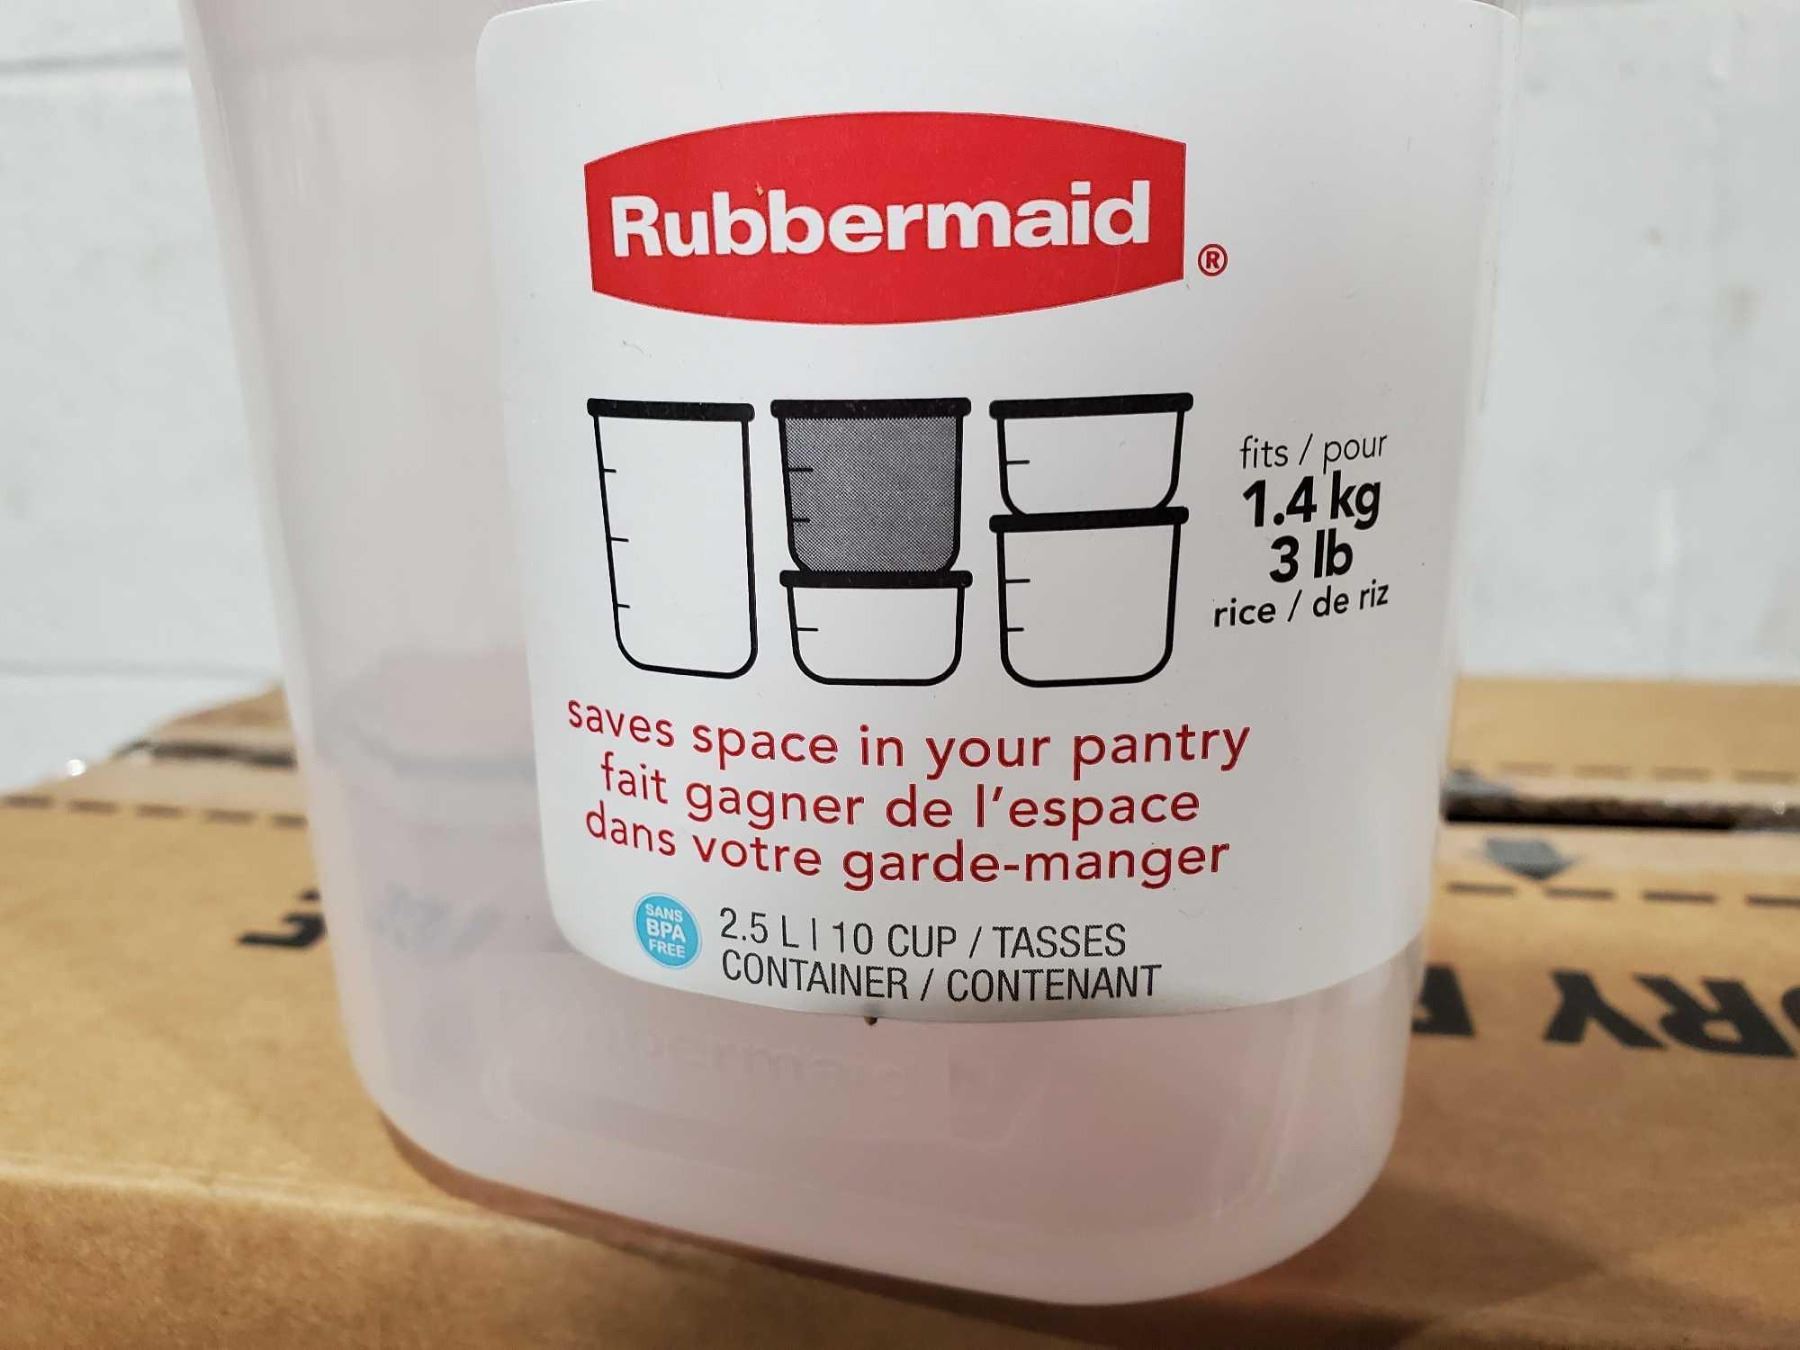 Rubbermaid®
fits / pour
1.4 kg
3 lb
rice / de riz
saves space in your pantry
fait gagner de l'espace
dans votre garde-manger
SANS
BPA
FREE
2.5 L | 10 CUP / TASSES
CONTAINER / CONTENANT